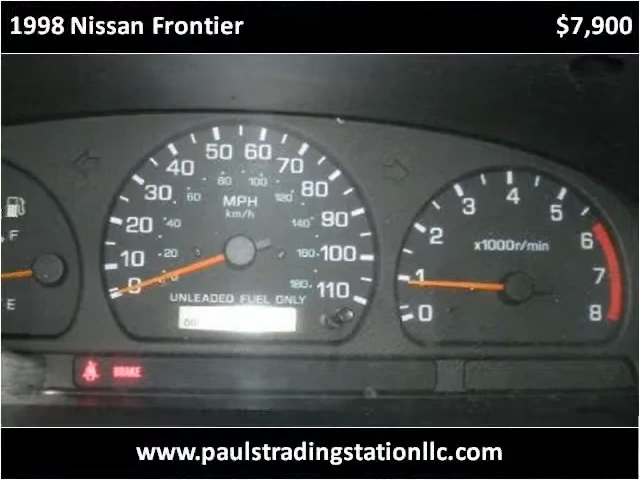 1998 Nissan Frontier $7,900
50 60
40 70
80 100
30 60 120 80
MPH
km/h
20 40 140 90
10 20 160 100
0 0 180 110
UNLEADED FUEL ONLY
F
E
4
3 5
2 x1000r/min 6
1 7
0 8
BRAKE
www.paulstradingstationllc.com